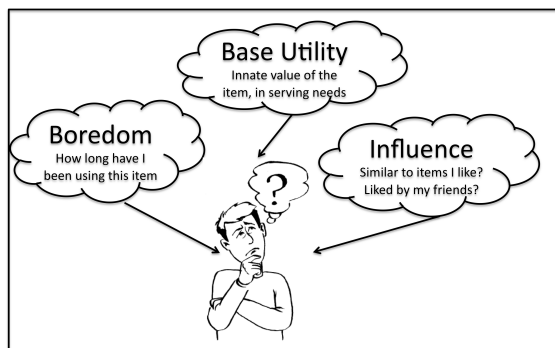 Base Utility
Innate value of the
item, in serving needs
Boredom
How long have I
been using this item
Influence
Similar to items I like?
Liked by my friends?
?